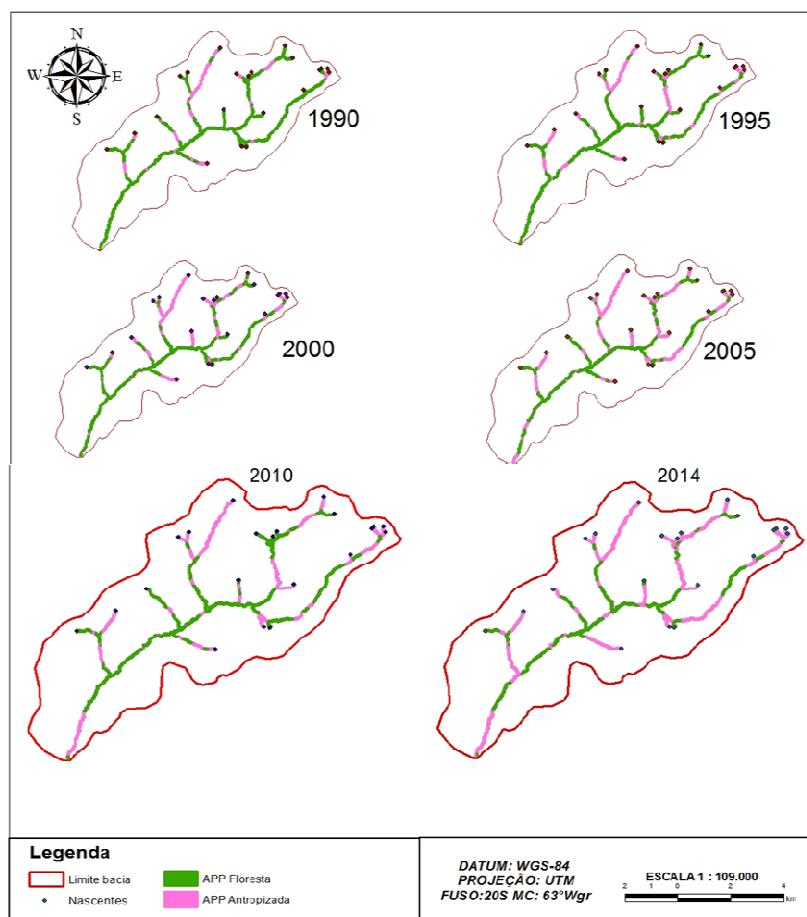 N
W E
S
1990
1995
2000
2005
2010
2014
Legenda
Limite bacia
Nascentes
APP Floresta
APP Antropizada
DATUM: WGS-84
PROJEÇÃO: UTM
FUSO:20S MC: 63°Wgr
ESCALA 1 : 109.000
2 1 0 2 4
km